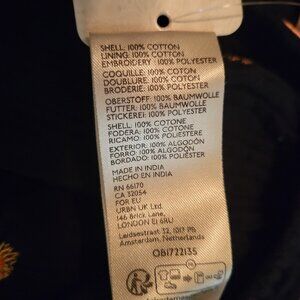 SHELL: 100% COTTON
LINING: 100% COTTON
EMBROIDERY: 100% POLYESTER
COQUILLE: 100% COTON
DOUBLURE: 100% COTON
BRODERIE: 100% POLYESTER
OBERSTOFF: 100% BAUMWOLLE
FUTTER: 100% BAUMWOLLE
STICKEREI: 100% POLYESTER
SHELL: 100% COTONE
FODERA: 100% COTONE
RICAMO: 100% POLIESTERE
EXTERIOR: 100% ALGODÓN
FORRO: 100% ALGODÓN
BORDADO: 100% POLIÉSTER
MADE IN INDIA
HECHO EN INDIA
RN 66170
CA 32054
FOR EU
URBN UK Ltd.
146 Brick Lane,
LONDON E1 6RU
Leidsestraat 32, 1017 PB
Amsterdam, Netherlands
OB1722135